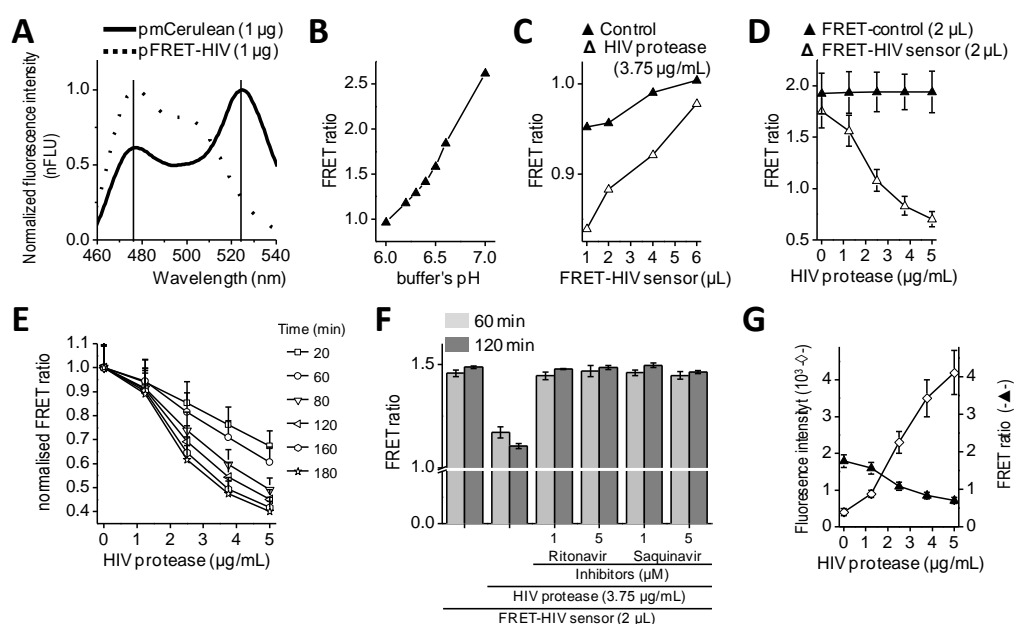 A
pmCerulean (1 µg)
pFRET-HIV (1 µg)
Normalized fluorescence intensity
(nFLU)
1.0
0.5
0.0
460 480 500 520 540
Wavelength (nm)
B
FRET ratio
2.5
2.0
1.5
1.0
6.0 6.5 7.0
buffer's pH
C
Control
HIV protease
(3.75 µg/mL)
FRET ratio
1.0
0.9
1 2 3 4 5 6
FRET-HIV sensor (µL)
D
FRET-control (2 µL)
FRET-HIV sensor (2 µL)
FRET ratio
2.0
1.5
1.0
0.5
0 1 2 3 4 5
HIV protease (µg/mL)
E
normalised FRET ratio
1.1
1.0
0.9
0.8
0.7
0.6
0.5
0.4
0 1 2 3 4 5
HIV protease (µg/mL)
Time (min)
20
60
80
120
160
180
F
60 min
120 min
FRET ratio
1.5
1.0
0.0
1 5 1 5
Ritonavir Saquinavir
Inhibitors (µM)
HIV protease (3.75 µg/mL)
FRET-HIV sensor (2 µL)
G
Fluoresence intensityt (10³ -◊-)
4
3
2
1
0
0 1 2 3 4 5
HIV protease (µg/mL)
4
3
2
1
0
FRET ratio (-▲-)